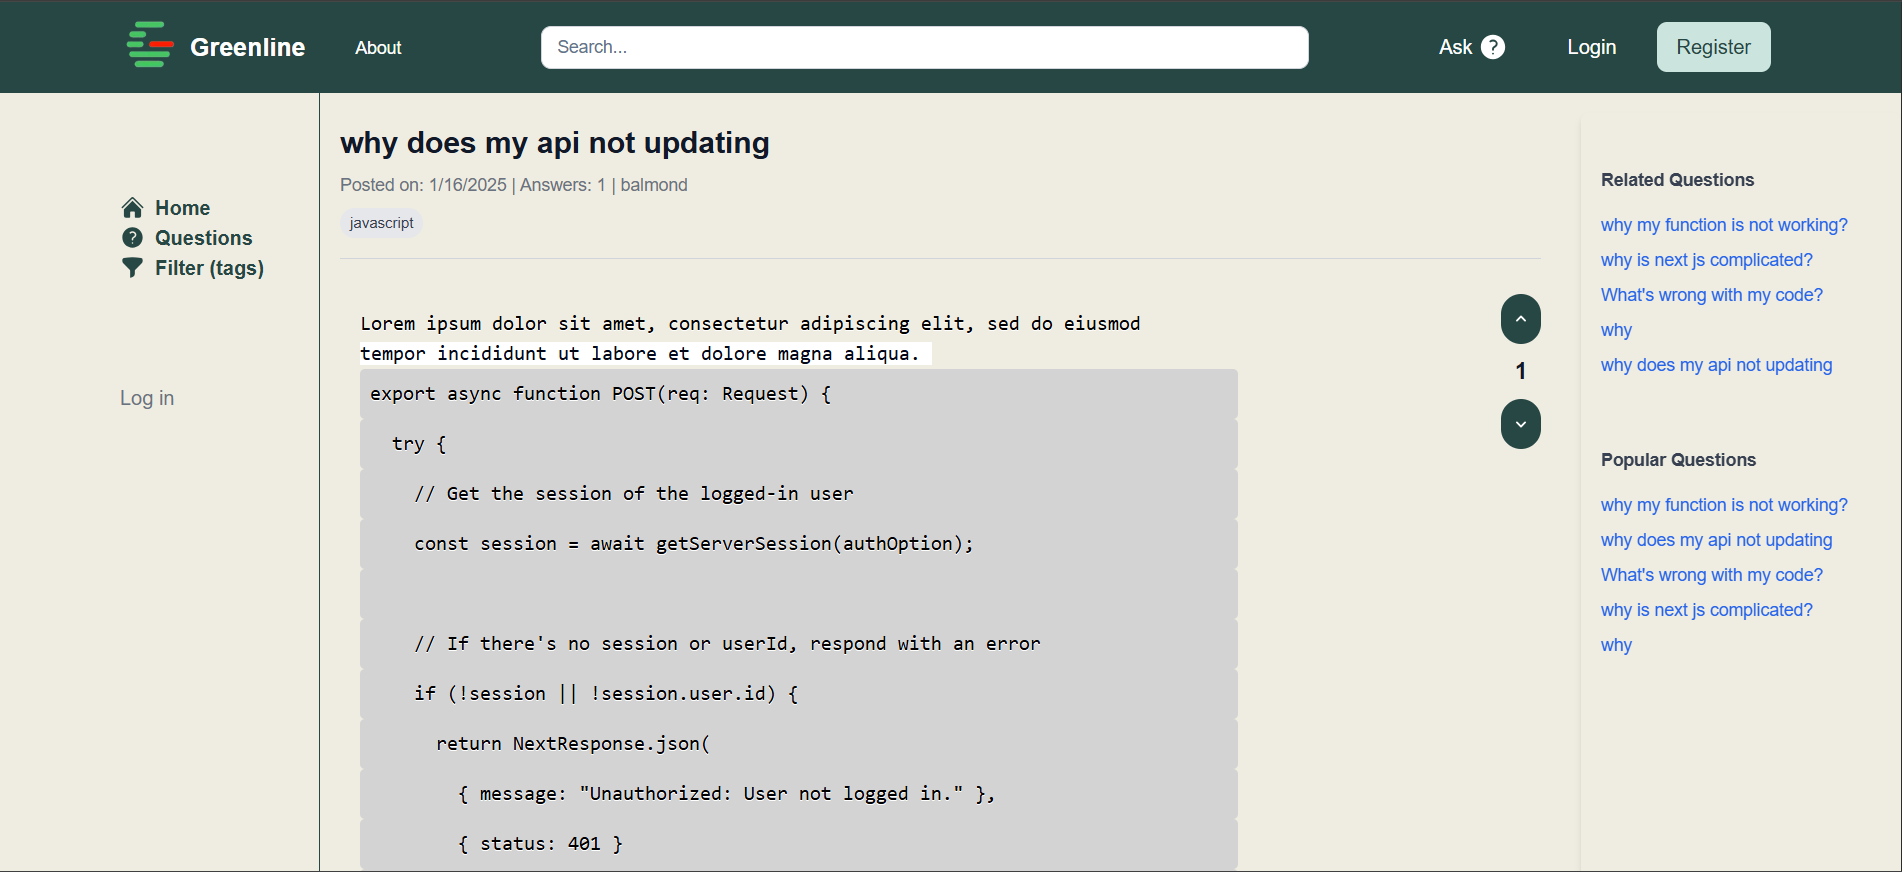 Greenline
About
Search...
Ask ?
Login
Register
Home
Questions
Filter (tags)
Log in
why does my api not updating
Posted on: 1/16/2025 | Answers: 1 | balmond
javascript
Lorem ipsum dolor sit amet, consectetur adipiscing elit, sed do eiusmod
tempor incididunt ut labore et dolore magna aliqua.
export async function POST(req: Request) {
try {
// Get the session of the logged-in user
const session = await getServerSession(authOption);
// If there's no session or userId, respond with an error
if (!session || !session.user.id) {
return NextResponse.json(
{ message: "Unauthorized: User not logged in." },
{ status: 401 }
1
Related Questions
why my function is not working?
why is next js complicated?
What's wrong with my code?
why
why does my api not updating
Popular Questions
why my function is not working?
why does my api not updating
What's wrong with my code?
why is next js complicated?
why